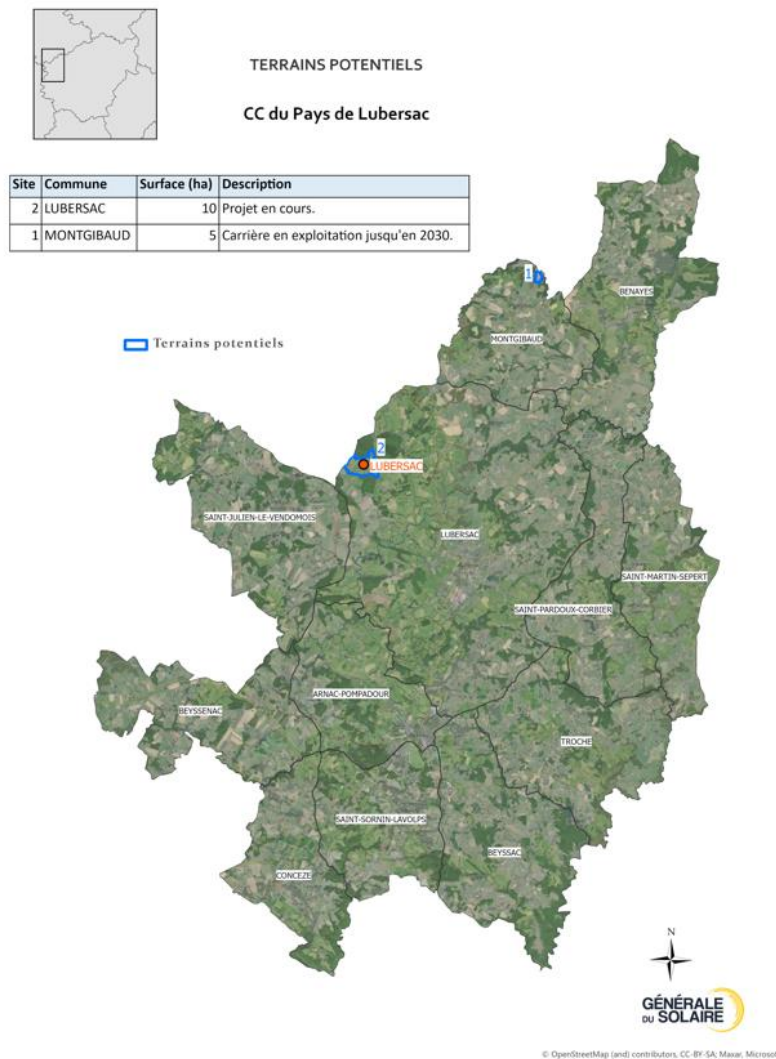 TERRAINS POTENTIELS
CC du Pays de Lubersac
Site Commune Surface (ha) Description
2 LUBERSAC 10 Projet en cours.
1 MONTGIBAUD 5 Carrière en exploitation jusqu'en 2030.
1
BENAYES
MONTGIBAUD
Terrains potentiels
2
LUBERSAC
SAINT-JULIEN-LE-VENDOMOIS
LUBERSAC
SAINT-MARTIN-SEPERT
SAINT-PARDOUX-CORBIER
ARNAC-POMPADOUR
BEYSSENAC
TROCHE
SAINT-SORNIN-LAVOLPS
BEYSSAC
CONCEZE
N
GÉNÉRALE
DU SOLAIRE
© OpenStreetMap (and) contributors, CC-BY-SA; Maxar, Microsoft